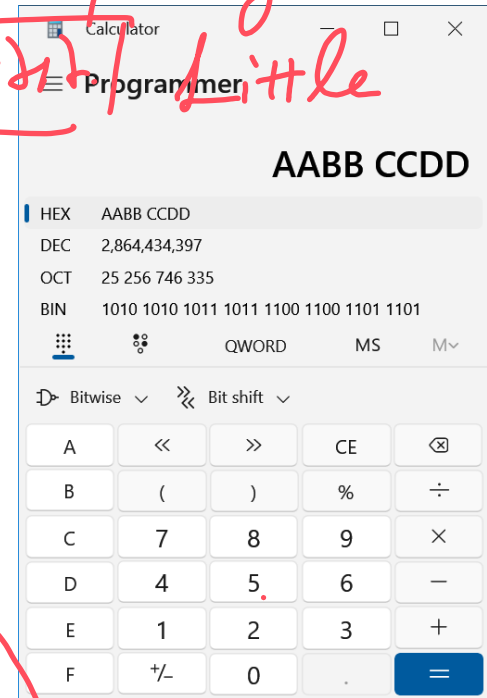 Calculator
Programmer
Little
AABB CCDD
HEX AABB CCDD
DEC 2,864,434,397
OCT 25 256 746 335
BIN 1010 1010 1011 1011 1100 1100 1101 1101
QWORD MS M
Bitwise Bit shift
A « » CE
B ( ) % ÷
C 7 8 9 ×
D 4 5 6 −
E 1 2 3 +
F +/− 0 . =